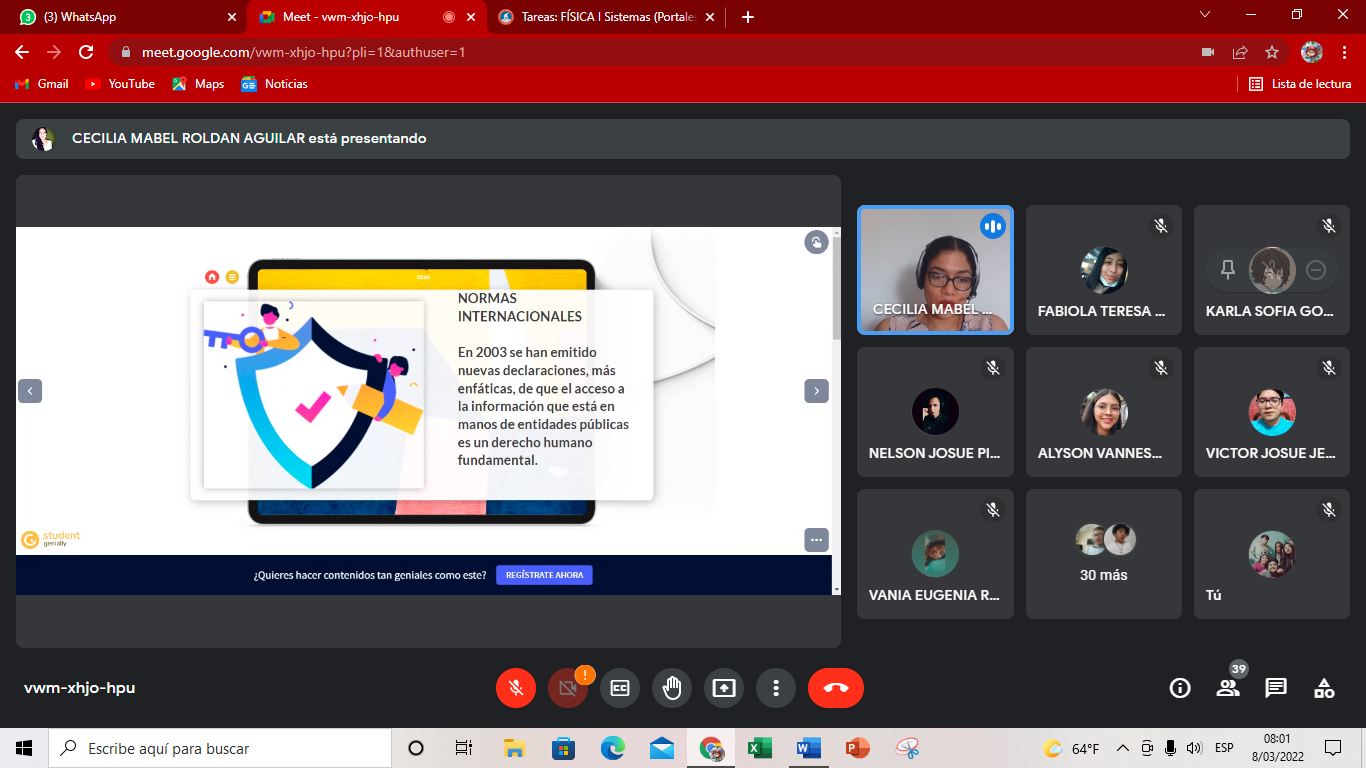 (3) WhatsApp
Meet - vwm-xhjo-hpu
Tareas: FÍSICA I Sistemas (Portales
meet.google.com/vwm-xhjo-hpu?pli=1&authuser=1
Gmail
YouTube
Maps
Noticias
Lista de lectura
CECILIA MABEL ROLDAN AGUILAR está presentando
NORMAS
INTERNACIONALES
En 2003 se han emitido
nuevas declaraciones, más
enfáticas, de que el acceso a
la información que está en
manos de entidades públicas
es un derecho humano
fundamental.
student
genially
¿Quieres hacer contenidos tan geniales como este?
REGÍSTRATE AHORA
CECILIA MABEL ...
FABIOLA TERESA ...
KARLA SOFIA GO...
NELSON JOSUE PI...
ALYSON VANNES...
VICTOR JOSUE JE...
VANIA EUGENIA R...
30 más
Tú
vwm-xhjo-hpu
39
Escribe aquí para buscar
64°F
ESP
08:01
8/03/2022